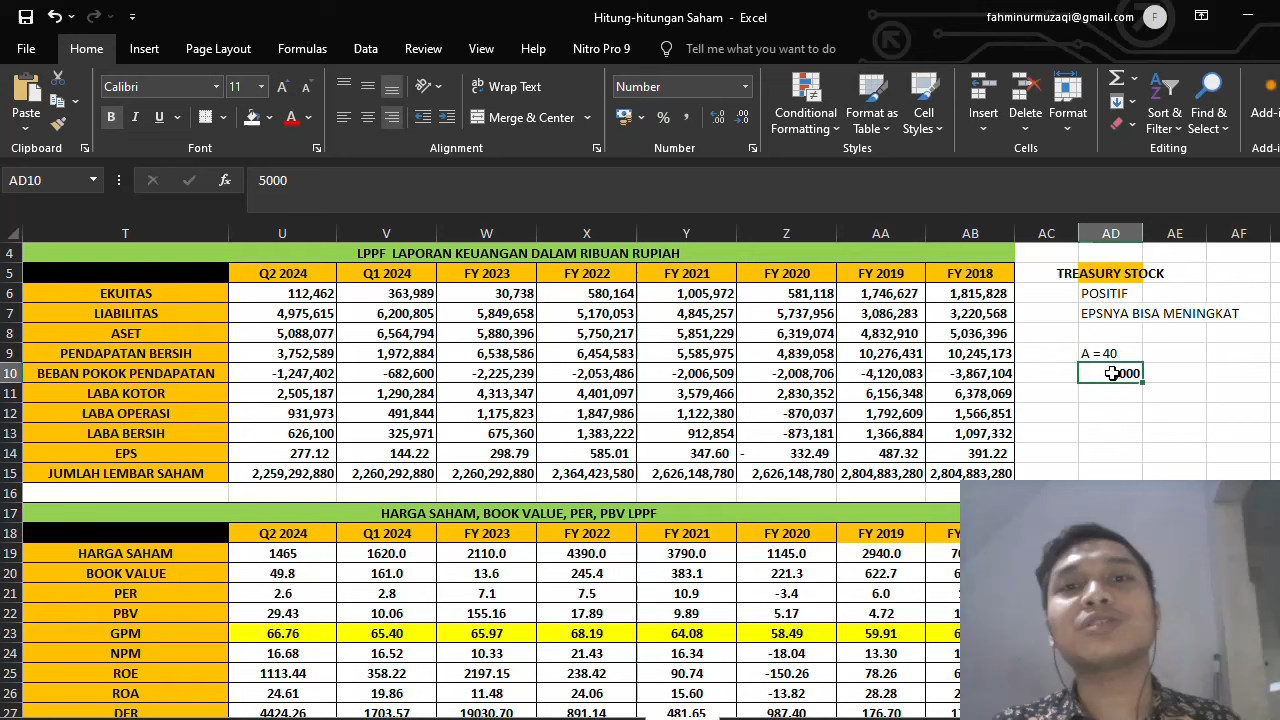 Hitung-hitungan Saham - Excel
fahminurmuzaqi@gmail.com F
File Home Insert Page Layout Formulas Data Review View Help Nitro Pro 9 Tell me what you want to do
Calibri 11 Wrap Text Number
Paste B I U Merge & Center Conditional Formatting Format as Table Cell Styles Insert Delete Format Sort & Filter Find & Select Add-i
Clipboard Font Alignment Number Styles Cells Editing Add-i
AD10 fx 5000
T U V W X Y Z AA AB AC AD AE AF
4 LPPF LAPORAN KEUANGAN DALAM RIBUAN RUPIAH
5 Q2 2024 Q1 2024 FY 2023 FY 2022 FY 2021 FY 2020 FY 2019 FY 2018 TREASURY STOCK
6 EKUITAS 112,462 363,989 30,738 580,164 1,005,972 581,118 1,746,627 1,815,828 POSITIF
7 LIABILITAS 4,975,615 6,200,805 5,849,658 5,170,053 4,845,257 5,737,956 3,086,283 3,220,568 EPSNYA BISA MENINGKAT
8 ASET 5,088,077 6,564,794 5,880,396 5,750,217 5,851,229 6,319,074 4,832,910 5,036,396
9 PENDAPATAN BERSIH 3,752,589 1,972,884 6,538,586 6,454,583 5,585,975 4,839,058 10,276,431 10,245,173 A = 40
10 BEBAN POKOK PENDAPATAN -1,247,402 -682,600 -2,225,239 -2,053,486 -2,006,509 -2,008,706 -4,120,083 -3,867,104
11 LABA KOTOR 2,505,187 1,290,284 4,313,347 4,401,097 3,579,466 2,830,352 6,156,348 6,378,069
12 LABA OPERASI 931,973 491,844 1,175,823 1,847,986 1,122,380 -870,037 1,792,609 1,566,851
13 LABA BERSIH 626,100 325,971 675,360 1,383,222 912,854 -873,181 1,366,884 1,097,332
14 EPS 277.12 144.22 298.79 585.01 347.60 - 332.49 487.32 391.22
15 JUMLAH LEMBAR SAHAM 2,259,292,880 2,260,292,880 2,260,292,880 2,364,423,580 2,626,148,780 2,626,148,780 2,804,883,280 2,804,883,280
16
17 HARGA SAHAM, BOOK VALUE, PER, PBV LPPF
18 Q2 2024 Q1 2024 FY 2023 FY 2022 FY 2021 FY 2020 FY 2019
19 HARGA SAHAM 1465 1620.0 2110.0 4390.0 3790.0 1145.0 2940.0
20 BOOK VALUE 49.8 161.0 13.6 245.4 383.1 221.3 622.7
21 PER 2.6 2.8 7.1 7.5 10.9 -3.4 6.0
22 PBV 29.43 10.06 155.16 17.89 9.89 5.17 4.72
23 GPM 66.76 65.40 65.97 68.19 64.08 58.49 59.91
24 NPM 16.68 16.52 10.33 21.43 16.34 -18.04 13.30
25 ROE 1113.44 358.22 2197.15 238.42 90.74 -150.26 78.26
26 ROA 24.61 19.86 11.48 24.06 15.60 -13.82 28.28
27 DER 4424.26 1703.57 19030.70 891.14 481.65 987.40 176.70